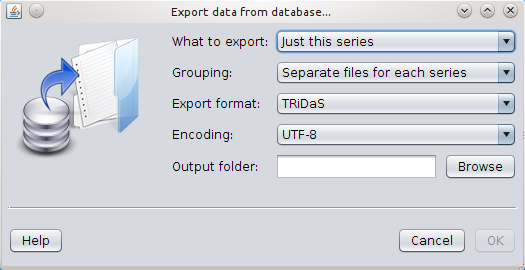 Export data from database...
What to export: Just this series
Grouping: Separate files for each series
Export format: TRiDaS
Encoding: UTF-8
Output folder: Browse
Help Cancel OK